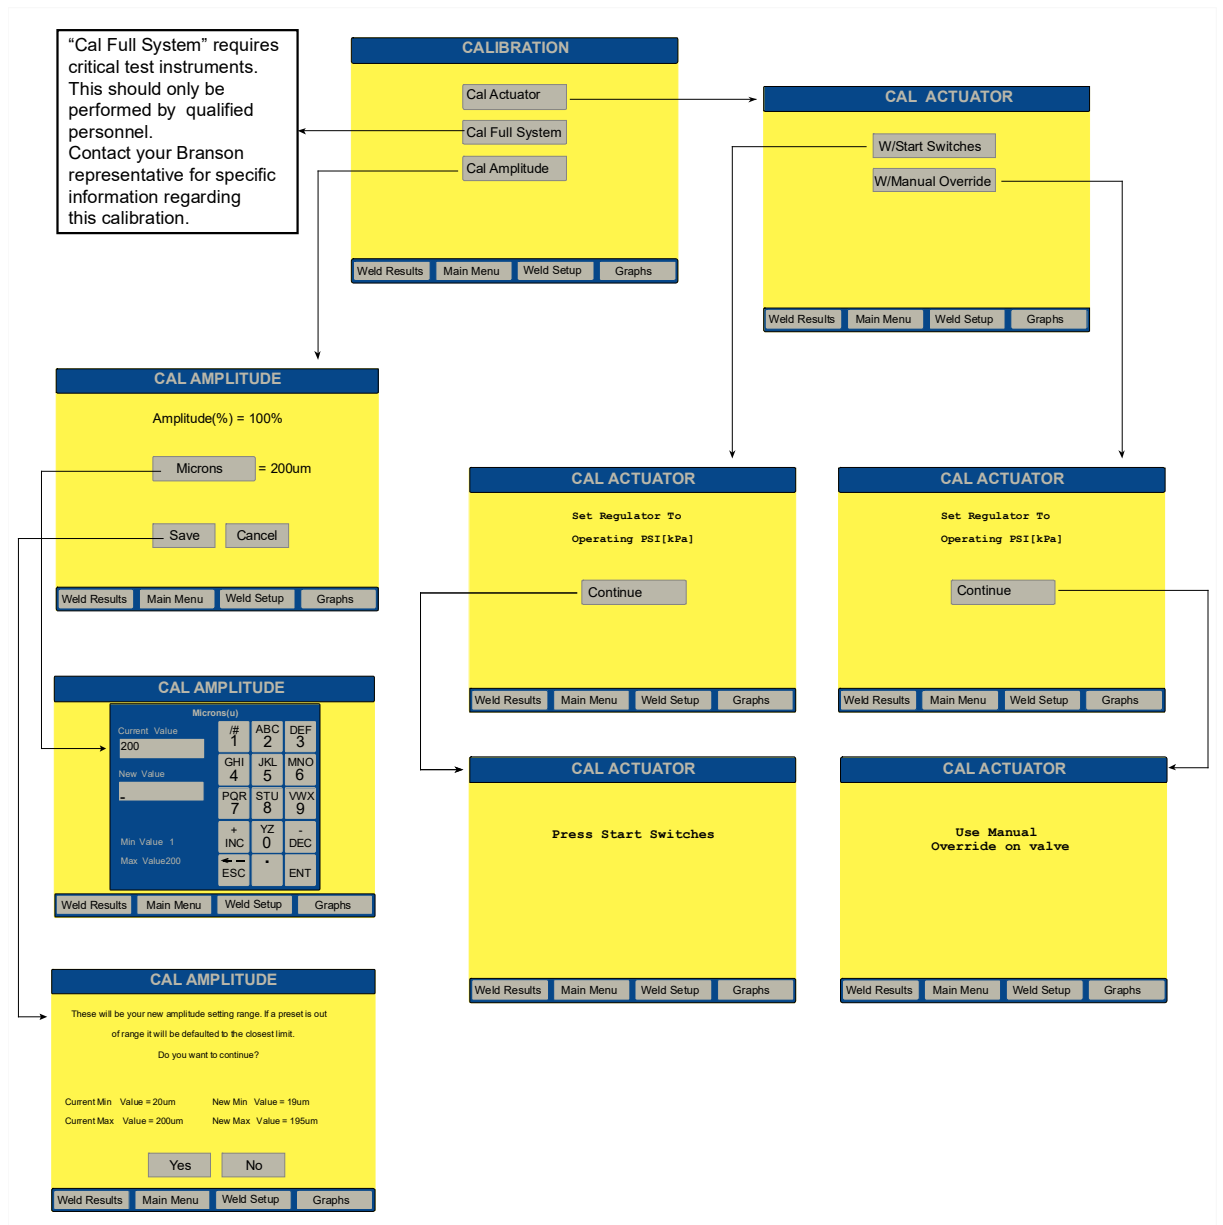 “Cal Full System” requires
critical test instruments.
This should only be
performed by qualified
personnel.
Contact your Branson
representative for specific
information regarding
this calibration.
CALIBRATION
Cal Actuator
Cal Full System
Cal Amplitude
Weld Results Main Menu Weld Setup Graphs
CAL ACTUATOR
W/Start Switches
W/Manual Override
Weld Results Main Menu Weld Setup Graphs
CAL AMPLITUDE
Amplitude(%) = 100%
Microns = 200um
Save Cancel
Weld Results Main Menu Weld Setup Graphs
CAL ACTUATOR
Set Regulator To
Operating PSI[kPa]
Continue
Weld Results Main Menu Weld Setup Graphs
CAL ACTUATOR
Set Regulator To
Operating PSI[kPa]
Continue
Weld Results Main Menu Weld Setup Graphs
CAL AMPLITUDE
Microns(u)
Current Value
200
New Value
_
Min Value 1
Max Value200
/# ABC DEF
1 2 3
GHI JKL MNO
4 5 6
PQR STU VWX
7 8 9
+ YZ -
INC 0 DEC
ESC . ENT
Weld Results Main Menu Weld Setup Graphs
CAL ACTUATOR
Press Start Switches
Weld Results Main Menu Weld Setup Graphs
CAL ACTUATOR
Use Manual
Override on valve
Weld Results Main Menu Weld Setup Graphs
CAL AMPLITUDE
These will be your new amplitude setting range. If a preset is out
of range it will be defaulted to the closest limit.
Do you want to continue?
Current Min Value = 20um New Min Value = 19um
Current Max Value = 200um New Max Value = 195um
Yes No
Weld Results Main Menu Weld Setup Graphs